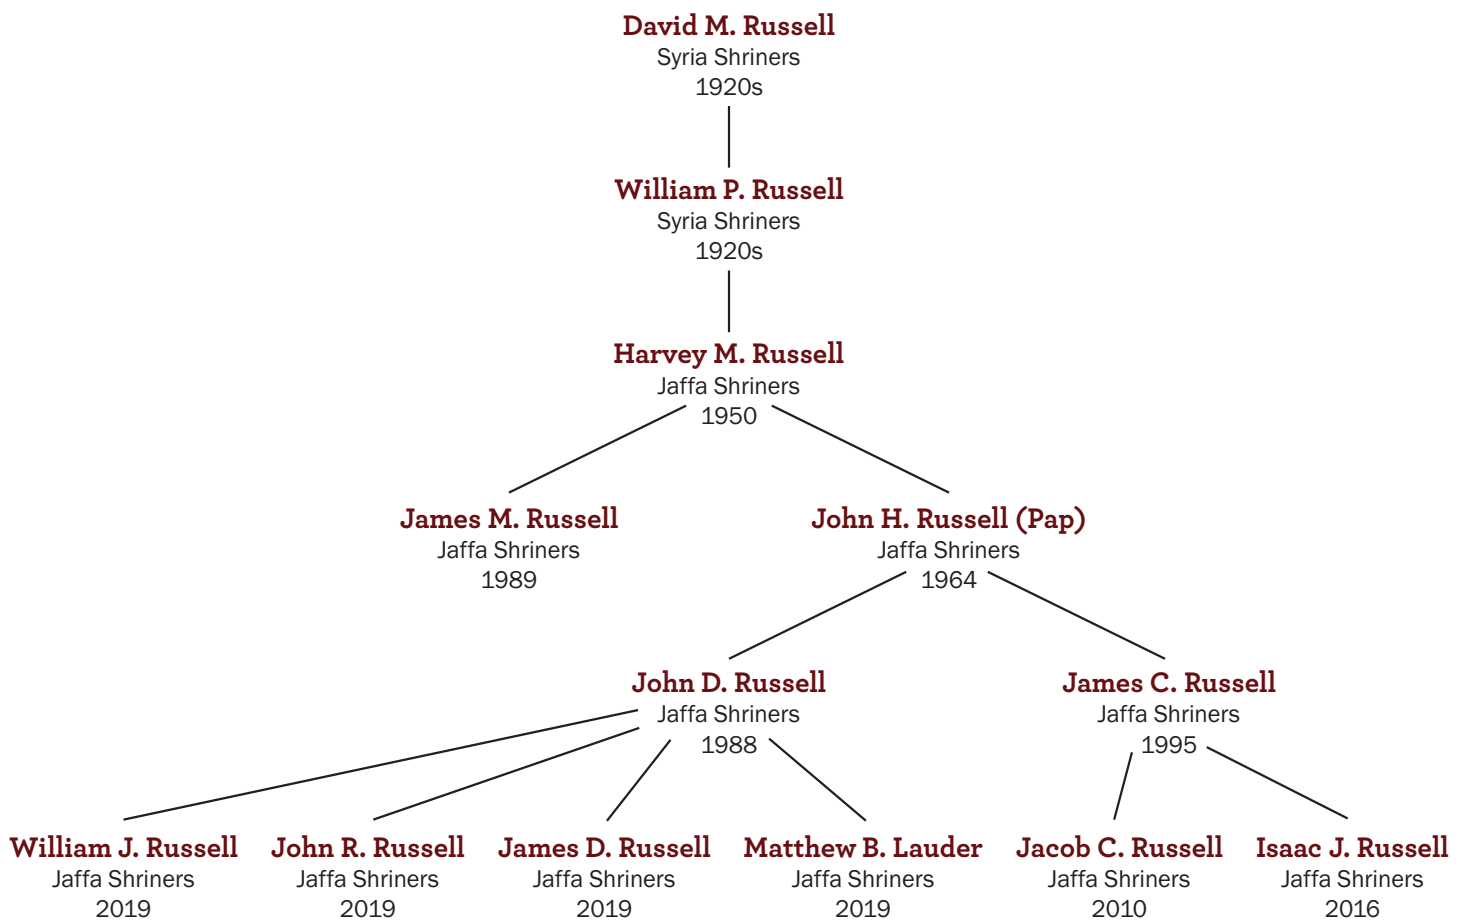 David M. Russell
Syria Shriners
1920s
William P. Russell
Syria Shriners
1920s
Harvey M. Russell
Jaffa Shriners
1950
James M. Russell
Jaffa Shriners
1989
John H. Russell (Pap)
Jaffa Shriners
1964
John D. Russell
Jaffa Shriners
1988
James C. Russell
Jaffa Shriners
1995
William J. Russell
Jaffa Shriners
2019
John R. Russell
Jaffa Shriners
2019
James D. Russell
Jaffa Shriners
2019
Matthew B. Lauder
Jaffa Shriners
2019
Jacob C. Russell
Jaffa Shriners
2010
Isaac J. Russell
Jaffa Shriners
2016